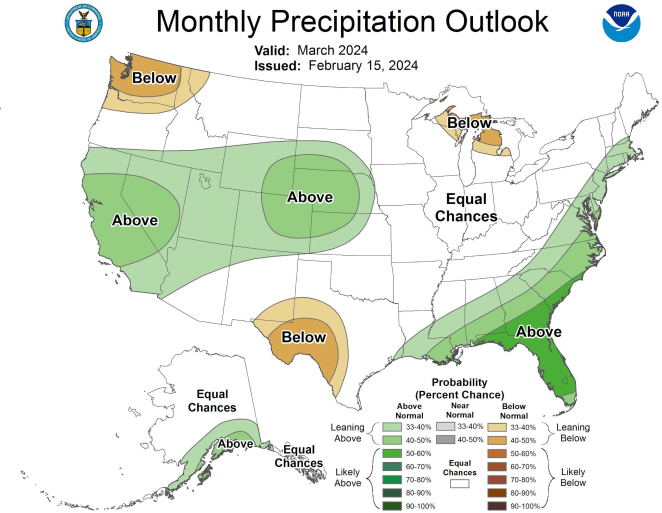 Monthly Precipitation Outlook
NOAA
Valid: March 2024
Issued: February 15, 2024
Below
Below
Above
Above
Equal
Chances
Below
Above
Equal
Chances
Above
Equal
Chances
Probability
(Percent Chance)
Above Normal
Near Normal
Below Normal
Leaning Above
33-40%
33-40%
33-40%
Leaning Below
40-50%
40-50%
40-50%
Likely Above
50-60%
Equal Chances
50-60%
Likely Below
60-70%
60-70%
70-80%
70-80%
80-90%
80-90%
90-100%
90-100%